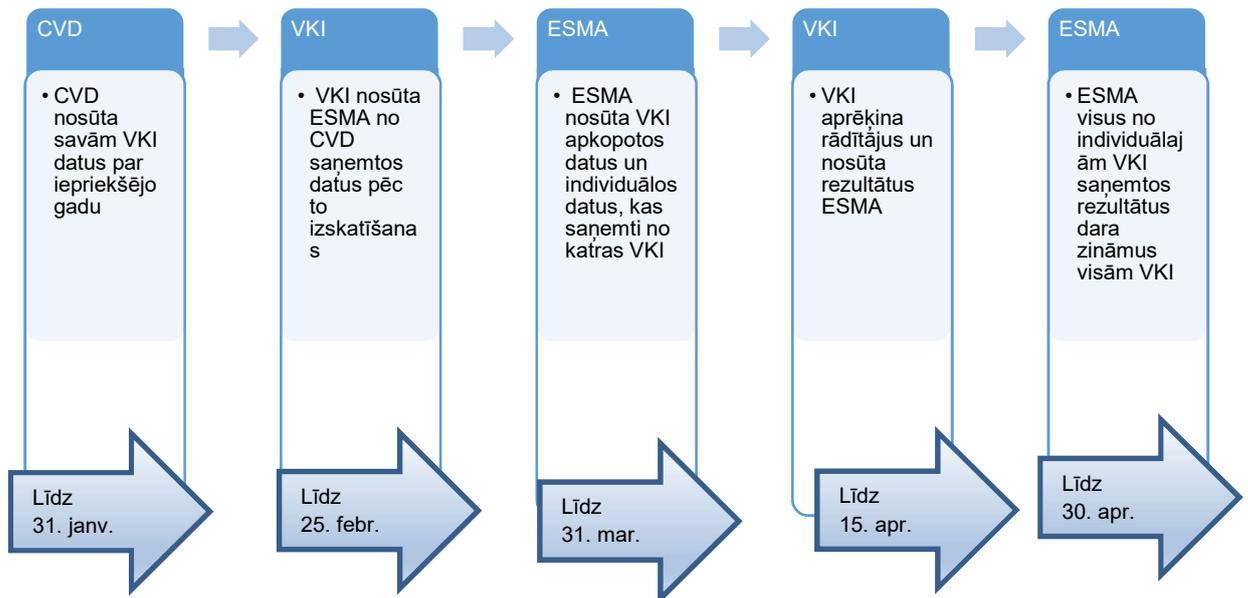 CVD
• CVD
nosūta
savām VKI
datus par
iepriekšējo
gadu
Līdz
31. janv.
VKI
• VKI nosūta
ESMA no
CVD
saņemtos
datus pēc
to
izskatīšana
s
Līdz
25. febr.
ESMA
• ESMA
nosūta VKI
apkopotos
datus un
individuālos
datus, kas
saņemti no
katras VKI
Līdz
31. mar.
VKI
• VKI
aprēķina
rādītājus un
nosūta
rezultātus
ESMA
Līdz
15. apr.
ESMA
• ESMA
visus no
individuālaj
ām VKI
saņemtos
rezultātus
dara
zināmus
visām VKI
Līdz
30. apr.